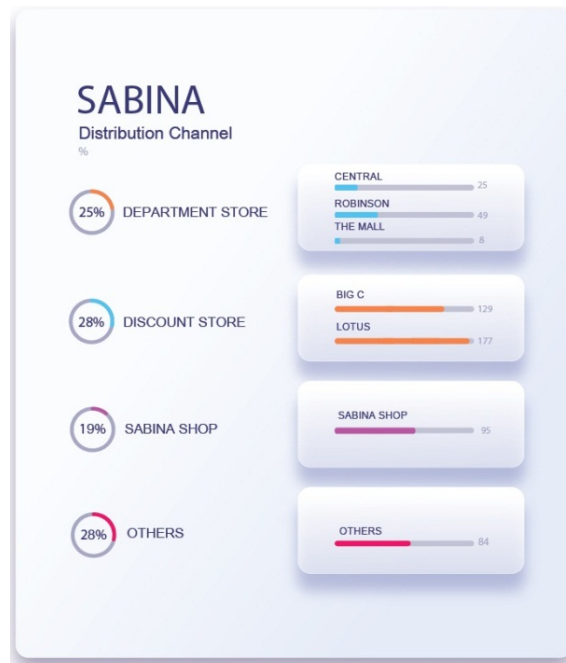 SABINA
Distribution Channel
%
25% DEPARTMENT STORE
CENTRAL 25
ROBINSON 49
THE MALL 8
28% DISCOUNT STORE
BIG C 129
LOTUS 177
19% SABINA SHOP
SABINA SHOP 95
28% OTHERS
OTHERS 84